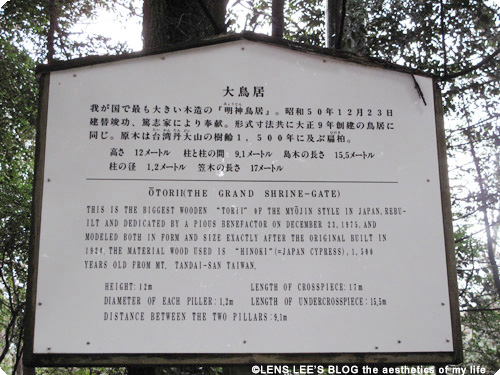 大鳥居
我が国で最も大きい木造の『明神鳥居』。昭和50年12月23日
建替竣功、篤志家により奉献。形式寸法共に大正9年創建の鳥居に
同じ。原木は台湾丹大山の樹齢1,500年に及ぶ扁柏。
高さ 12メートル 柱と柱の間 9,1メートル 島木の長さ 15,5メートル
柱の径 1,2メートル 笠木の長さ 17メートル
ŌTORII(THE GRAND SHRINE-GATE)
THIS IS THE BIGGEST WOODEN “TORII” OF THE MYŌJIN STYLE IN JAPAN, REBU-
ILT AND DEDICATED BY A PIOUS BENEFACTOR ON DECEMBER 23, 1975, AND
MODELED BOTH IN FORM AND SIZE EXACTLY AFTER THE ORIGINAL BUILT IN
1920, THE MATERIAL WOOD USED IS “HINOKI”(=JAPAN CYPRESS), 1,500
YEARS OLD FROM MT. TANDAI-SAN TAIWAN.
HEIGHT: 12m LENGTH OF CROSSPIECE: 17m
DIAMETER OF EACH PILLER: 1,2m LENGTH OF UNDERCROSSPIECE: 15,5m
DISTANCE BETWEEN THE TWO PILLARS: 9,1m
©LENS LEE'S BLOG the aesthetics of my life